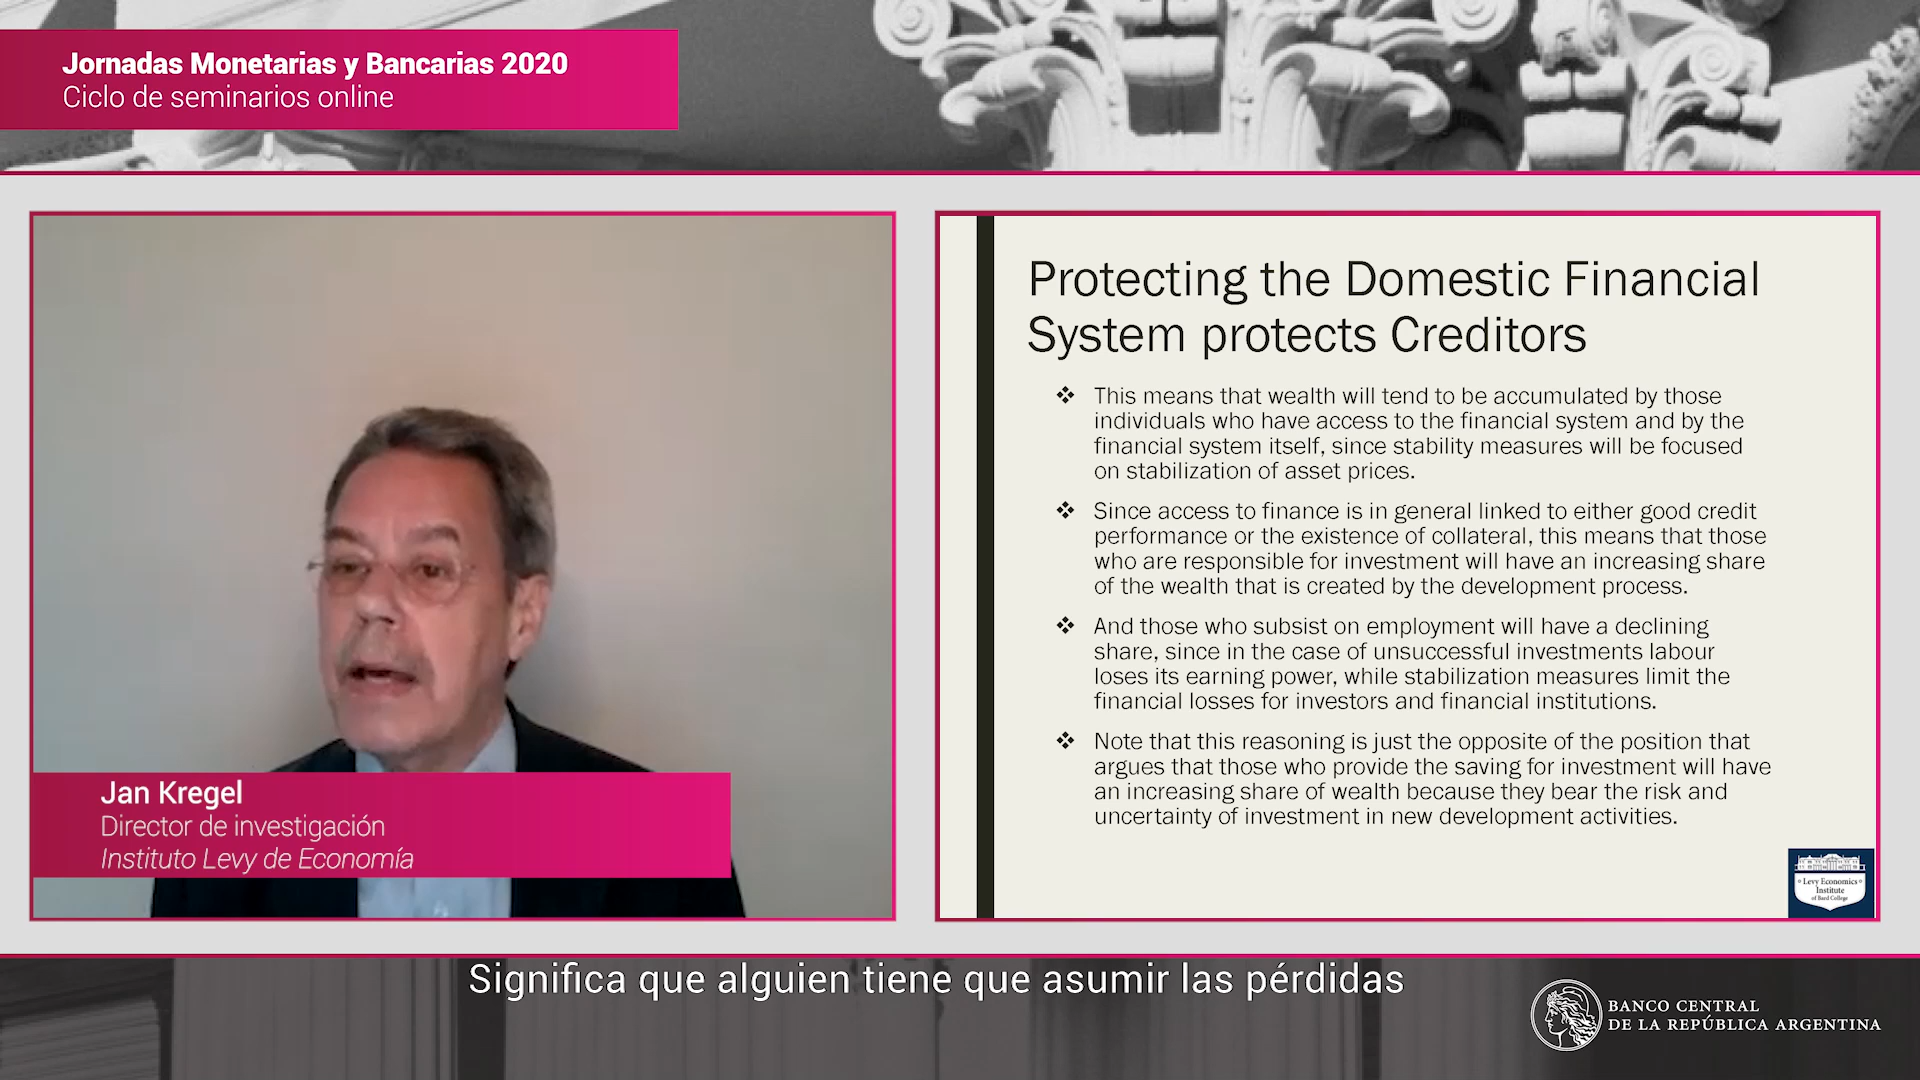 Jornadas Monetarias y Bancarias 2020
Ciclo de seminarios online
Protecting the Domestic Financial
System protects Creditors
❖ This means that wealth will tend to be accumulated by those
individuals who have access to the financial system and by the
financial system itself, since stability measures will be focused
on stabilization of asset prices.
❖ Since access to finance is in general linked to either good credit
performance or the existence of collateral, this means that those
who are responsible for investment will have an increasing share
of the wealth that is created by the development process.
❖ And those who subsist on employment will have a declining
share, since in the case of unsuccessful investments labour
loses its earning power, while stabilization measures limit the
financial losses for investors and financial institutions.
❖ Note that this reasoning is just the opposite of the position that
argues that those who provide the saving for investment will have
an increasing share of wealth because they bear the risk and
uncertainty of investment in new development activities.
Levy Economics
Institute
of Bard College
Jan Kregel
Director de investigación
Instituto Levy de Economía
Significa que alguien tiene que asumir las pérdidas
BANCO CENTRAL
DE LA REPÚBLICA ARGENTINA